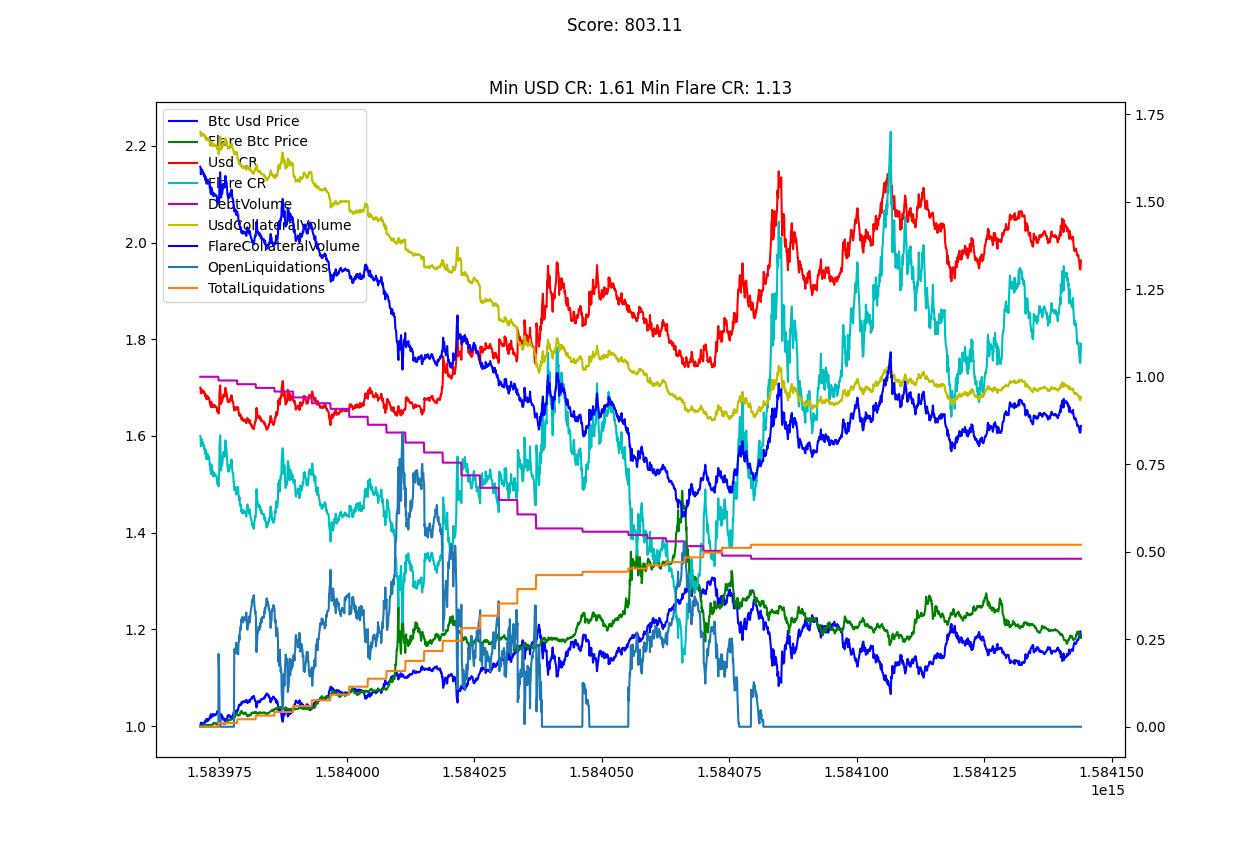 Score: 803.11
Min USD CR: 1.61 Min Flare CR: 1.13
Btc Usd Price
Flare Btc Price
Usd CR
Flare CR
DebtVolume
UsdCollateralVolume
FlareCollateralVolume
OpenLiquidations
TotalLiquidations
2.2
2.0
1.8
1.6
1.4
1.2
1.0
1.75
1.50
1.25
1.00
0.75
0.50
0.25
0.00
1.583975
1.584000
1.584025
1.584050
1.584075
1.584100
1.584125
1.584150
1e15